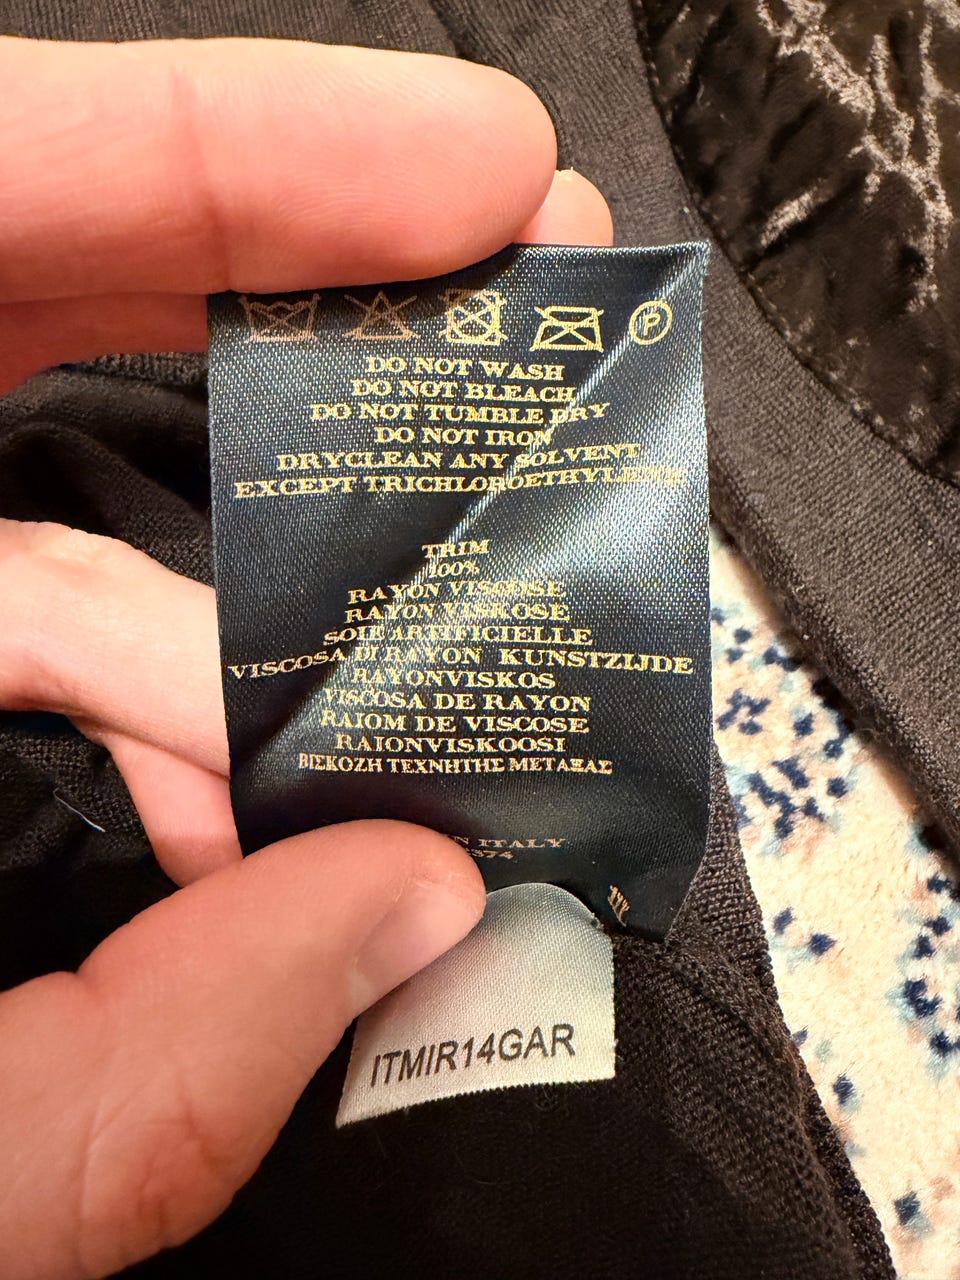 P
DO NOT WASH
DO NOT BLEACH
DO NOT TUMBLE DRY
DO NOT IRON
DRYCLEAN ANY SOLVENT
EXCEPT TRICHLOROETHYLENE
TRIM
100%
RAYON VISCOSE
RAYON VISKOSE
SOIE ARTIFICIELLE
VISCOSA DI RAYON KUNSTZIJDE
RAYONVISKOS
VISCOSA DE RAYON
RAIOM DE VISCOSE
RAIONVISKOOSI
ΒΙΣΚΟΖΗ ΤΕΧΝΗΤΗΣ ΜΕΤΑΞΑΣ
ITALY
ITMIR14GAR